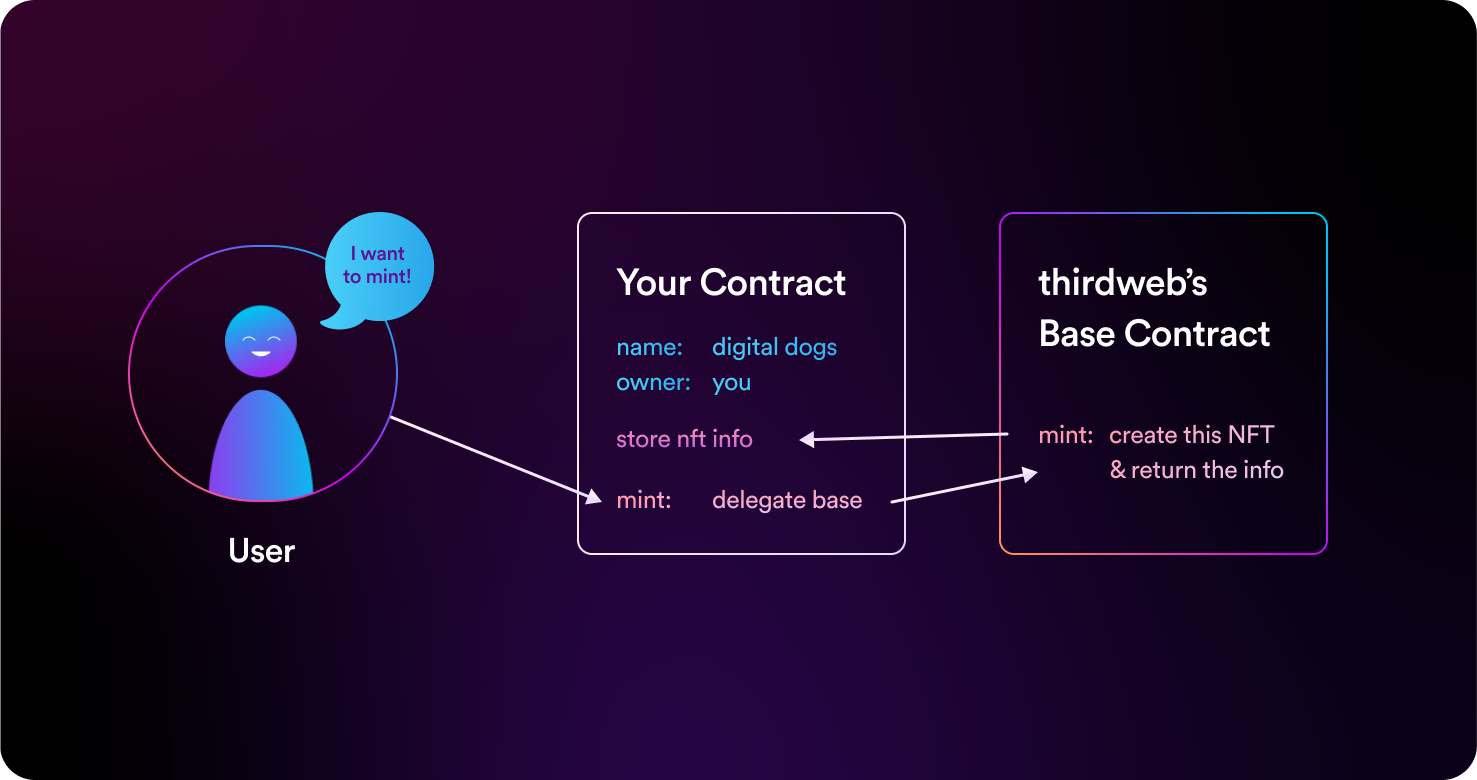 I want
to mint!
User
Your Contract
name: digital dogs
owner: you
store nft info
mint: delegate base
thirdweb’s
Base Contract
mint: create this NFT
& return the info